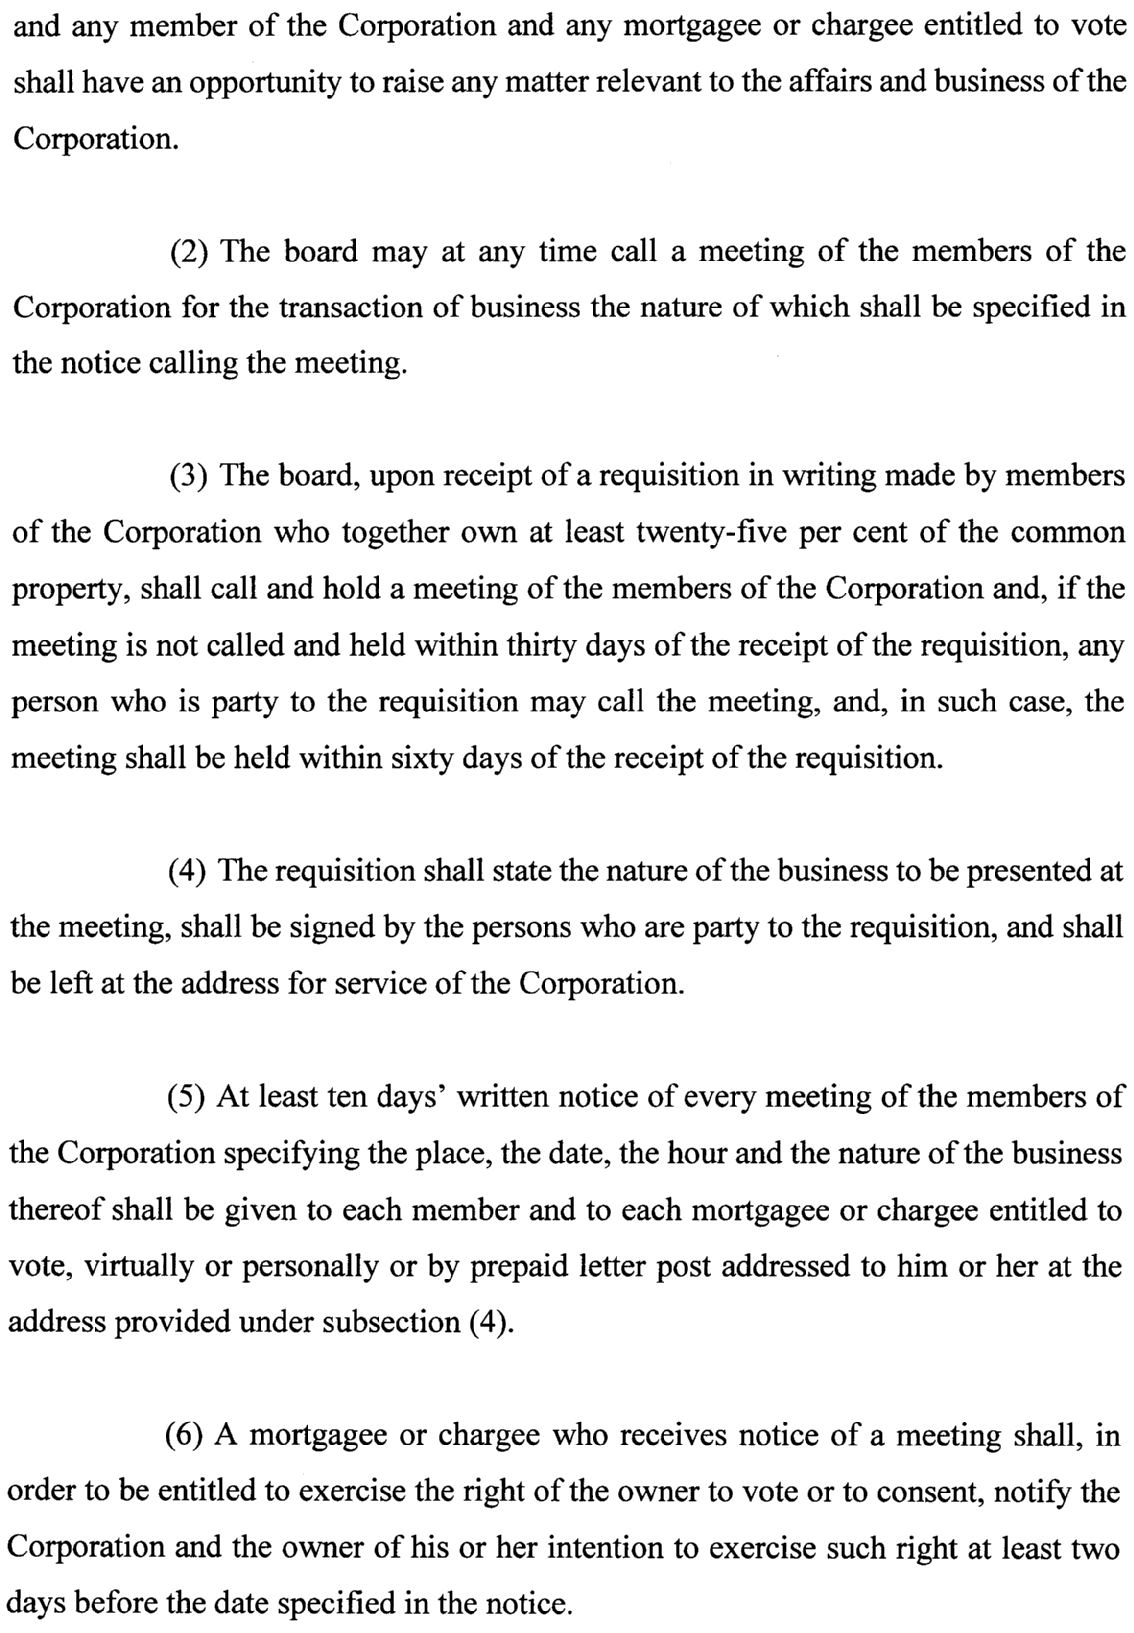 and any member of the Corporation and any mortgagee or chargee entitled to vote
shall have an opportunity to raise any matter relevant to the affairs and business of the
Corporation.
(2) The board may at any time call a meeting of the members of the
Corporation for the transaction of business the nature of which shall be specified in
the notice calling the meeting.
(3) The board, upon receipt of a requisition in writing made by members
of the Corporation who together own at least twenty-five per cent of the common
property, shall call and hold a meeting of the members of the Corporation and, if the
meeting is not called and held within thirty days of the receipt of the requisition, any
person who is party to the requisition may call the meeting, and, in such case, the
meeting shall be held within sixty days of the receipt of the requisition.
(4) The requisition shall state the nature of the business to be presented at
the meeting, shall be signed by the persons who are party to the requisition, and shall
be left at the address for service of the Corporation.
(5) At least ten days’ written notice of every meeting of the members of
the Corporation specifying the place, the date, the hour and the nature of the business
thereof shall be given to each member and to each mortgagee or chargee entitled to
vote, virtually or personally or by prepaid letter post addressed to him or her at the
address provided under subsection (4).
(6) A mortgagee or chargee who receives notice of a meeting shall, in
order to be entitled to exercise the right of the owner to vote or to consent, notify the
Corporation and the owner of his or her intention to exercise such right at least two
days before the date specified in the notice.